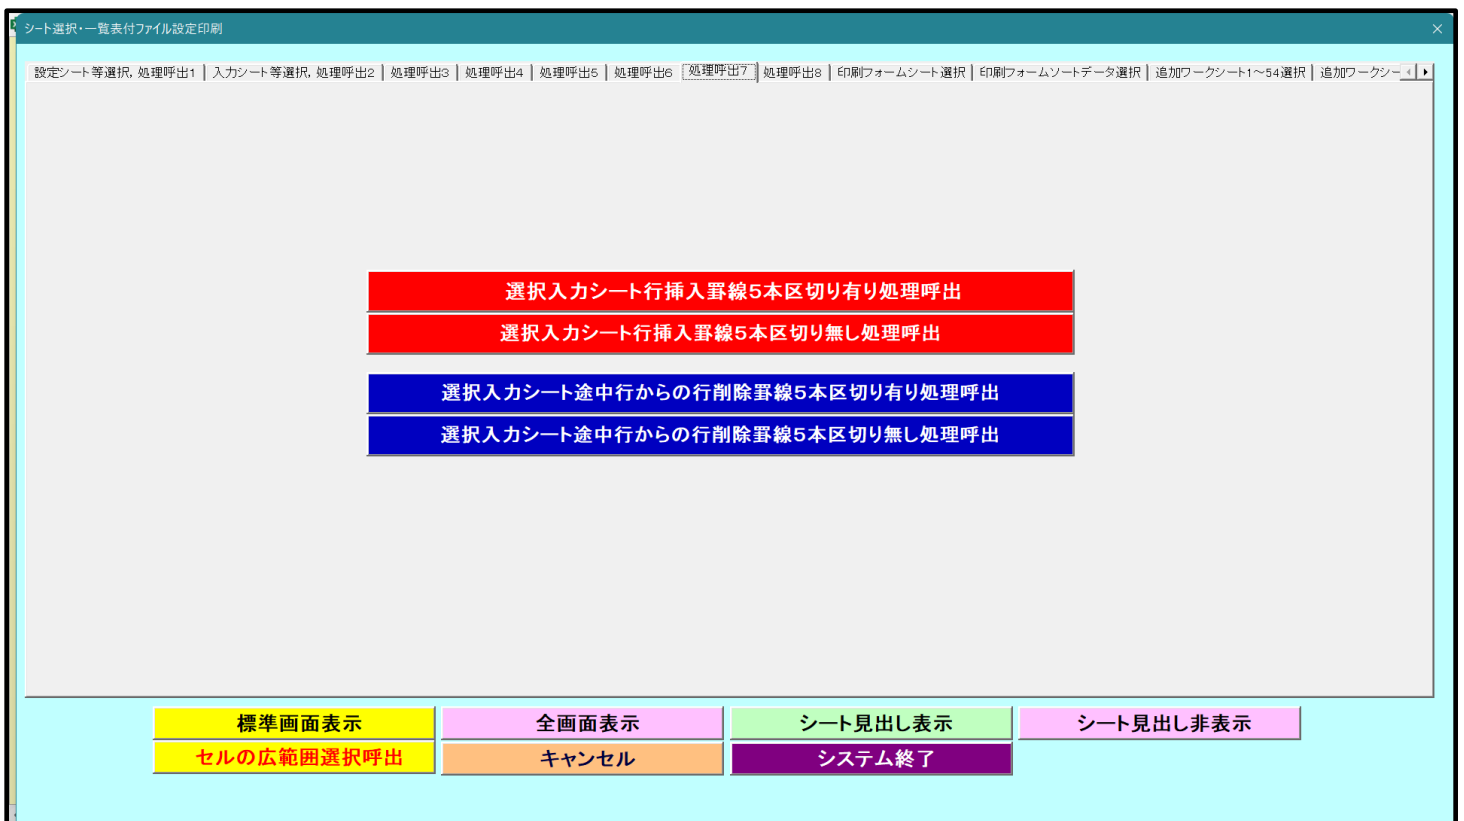 シート選択・一覧表付ファイル設定印刷
設定シート等選択, 処理呼出1 入力シート等選択, 処理呼出2 処理呼出3 処理呼出4 処理呼出5 処理呼出6 処理呼出7 処理呼出8 印刷フォームシート選択 印刷フォームソートデータ選択 追加ワークシート1～54選択 追加ワークシー
選択入力シート行挿入罫線5本区切り有り処理呼出
選択入力シート行挿入罫線5本区切り無し処理呼出
選択入力シート途中行からの行削除罫線5本区切り有り処理呼出
選択入力シート途中行からの行削除罫線5本区切り無し処理呼出
標準画面表示 全画面表示 シート見出し表示 シート見出し非表示
セルの広範囲選択呼出 キャンセル システム終了